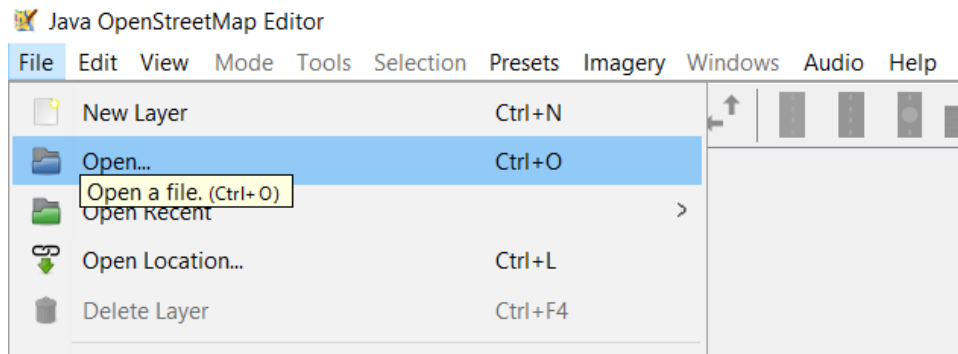 Java OpenStreetMap Editor
File Edit View Mode Tools Selection Presets Imagery Windows Audio Help
New Layer Ctrl+N
Open... Ctrl+O
Open a file. (Ctrl+O)
Open Recent
Open Location... Ctrl+L
Delete Layer Ctrl+F4